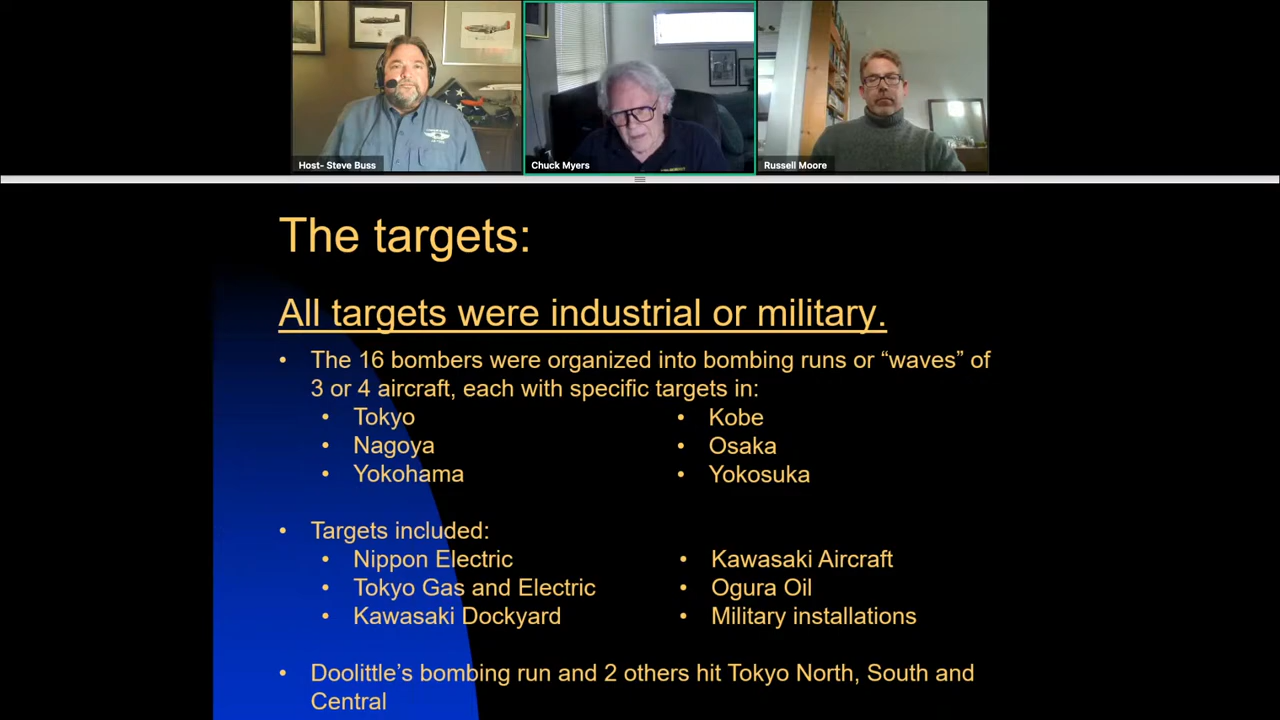 Host- Steve Buss
Chuck Myers
Russell Moore
The targets:
All targets were industrial or military.
• The 16 bombers were organized into bombing runs or “waves” of
3 or 4 aircraft, each with specific targets in:
• Tokyo
• Nagoya
• Yokohama
• Kobe
• Osaka
• Yokosuka
• Targets included:
• Nippon Electric
• Tokyo Gas and Electric
• Kawasaki Dockyard
• Kawasaki Aircraft
• Ogura Oil
• Military installations
• Doolittle’s bombing run and 2 others hit Tokyo North, South and
Central